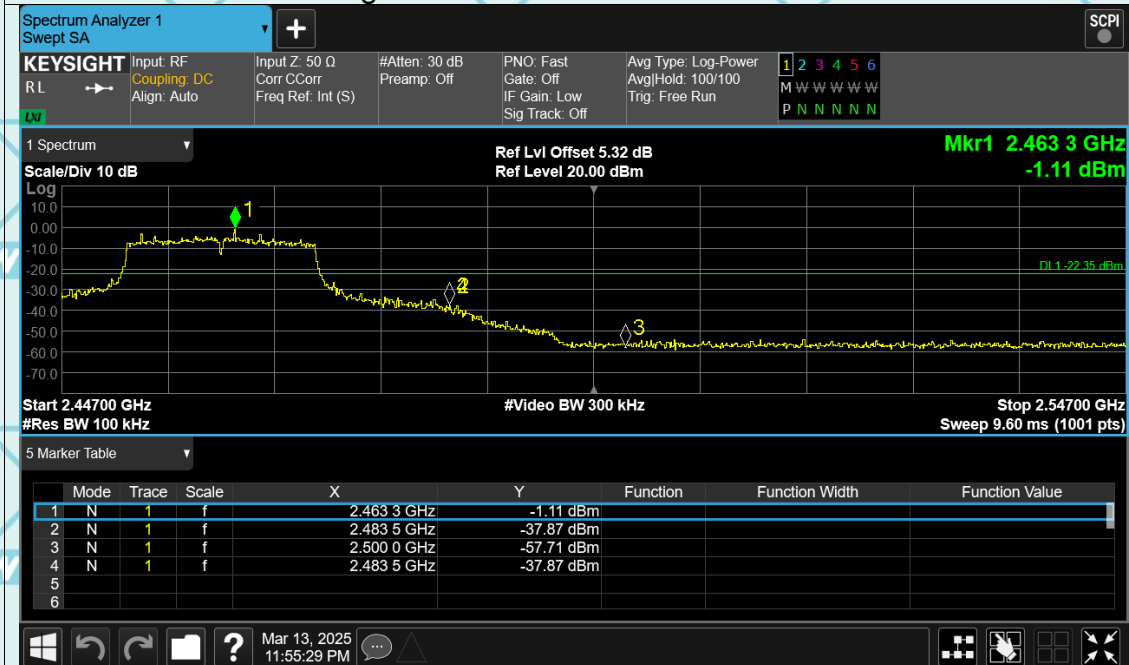 Spectrum Analyzer 1
Swept SA
+
SCPI
KEYSIGHT
RL
LXI
Input: RF
Coupling: DC
Align: Auto
Input Z: 50 Ω
Corr CCorr
Freq Ref: Int (S)
#Atten: 30 dB
Preamp: Off
PNO: Fast
Gate: Off
IF Gain: Low
Sig Track: Off
Avg Type: Log-Power
Avg|Hold: 100/100
Trig: Free Run
1 2 3 4 5 6
M W W W W W
P N N N N N
1 Spectrum
Scale/Div 10 dB
Ref Lvl Offset 5.32 dB
Ref Level 20.00 dBm
Mkr1 2.463 3 GHz
-1.11 dBm
Log
10.0
0.00
-10.0
-20.0
-30.0
-40.0
-50.0
-60.0
-70.0
1
2
3
DL1 -22.35 dBm
Start 2.44700 GHz
#Res BW 100 kHz
#Video BW 300 kHz
Stop 2.54700 GHz
Sweep 9.60 ms (1001 pts)
5 Marker Table
Mode Trace Scale X Y Function Function Width Function Value
1 N 1 f 2.463 3 GHz -1.11 dBm
2 N 1 f 2.483 5 GHz -37.87 dBm
3 N 1 f 2.500 0 GHz -57.71 dBm
4 N 1 f 2.483 5 GHz -37.87 dBm
5
6
?
Mar 13, 2025
11:55:29 PM